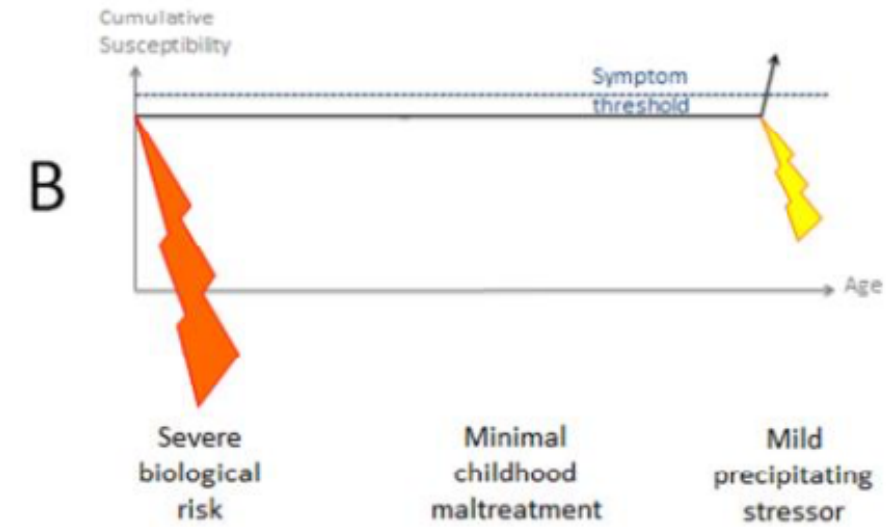 Cumulative
Susceptibility
Symptom
threshold
B
Age
Severe
biological
risk
Minimal
childhood
maltreatment
Mild
precipitating
stressor